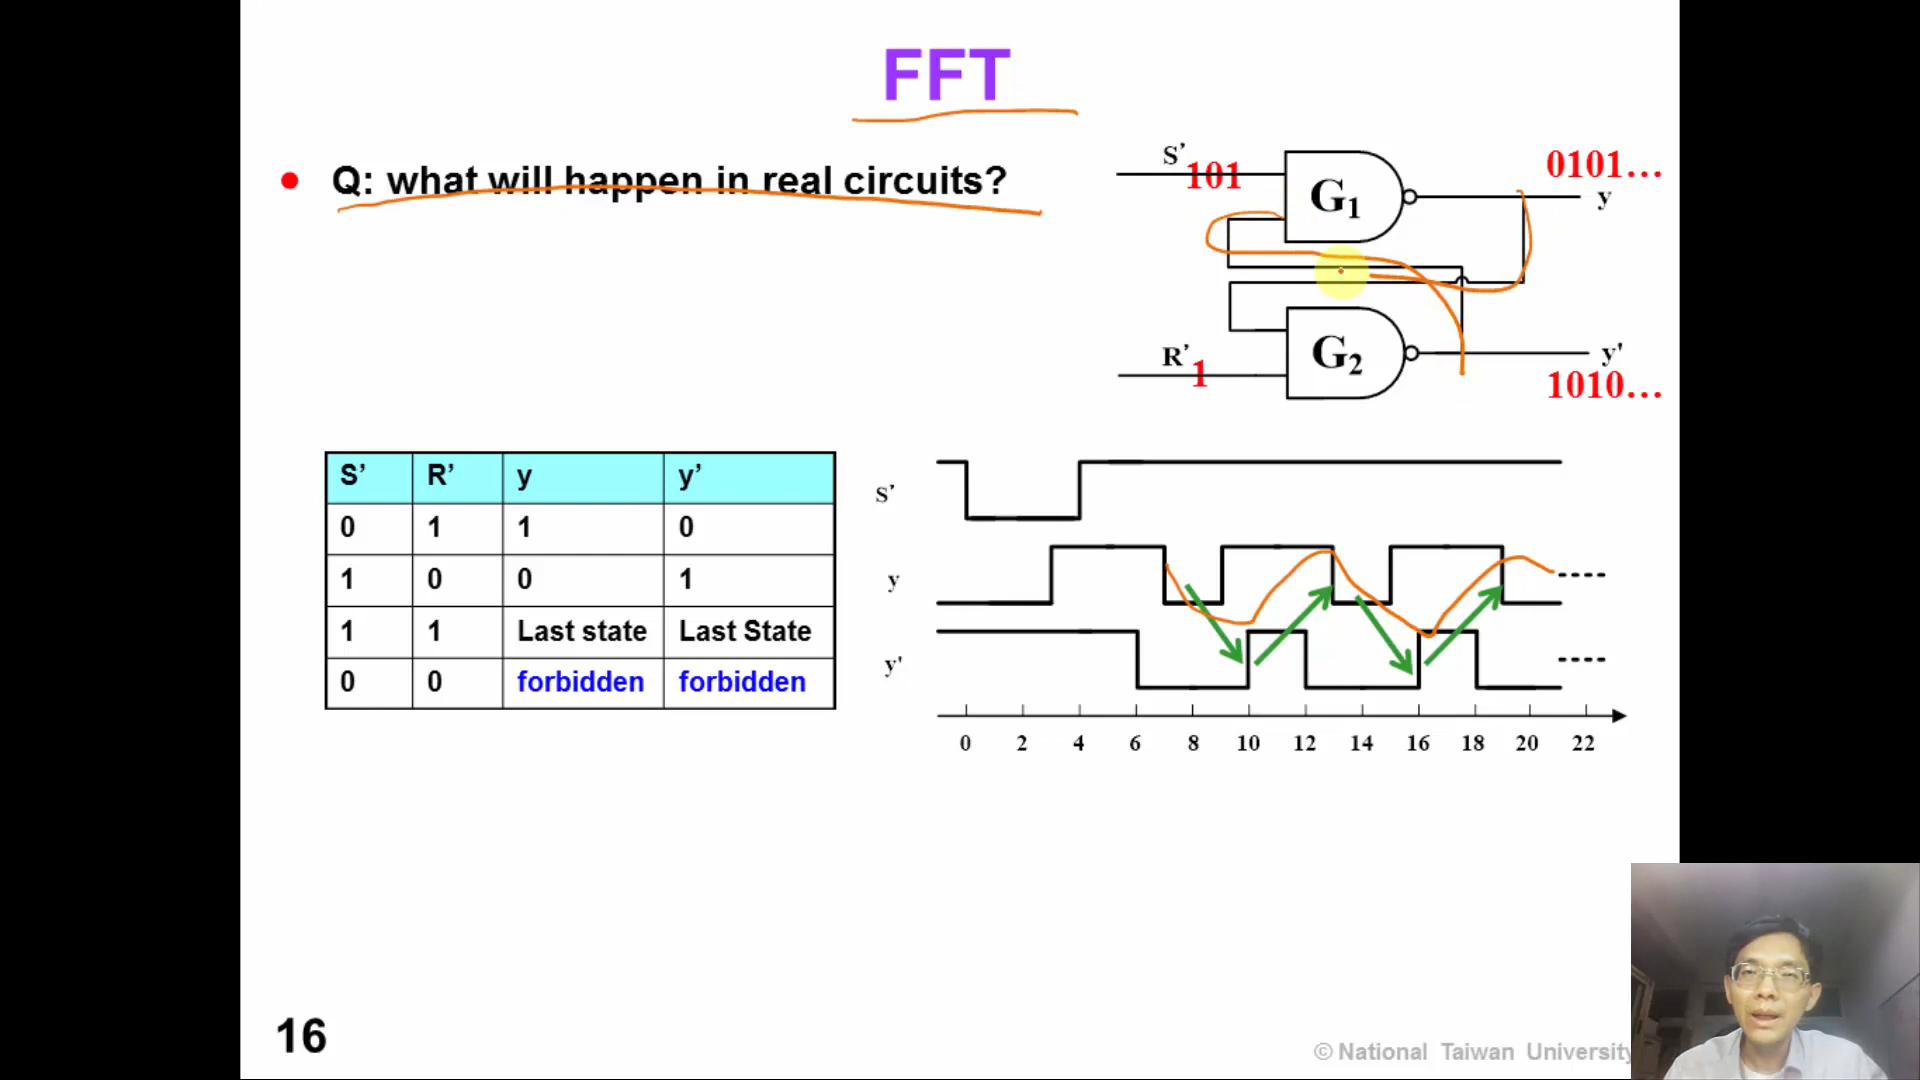 FFT
Q: what will happen in real circuits?
S’
101
G1
0101...
y
R’
1
G2
y'
1010...
S’ R’ y y’
0 1 1 0
1 0 0 1
1 1 Last state Last State
0 0 forbidden forbidden
S’
y
y'
0 2 4 6 8 10 12 14 16 18 20 22
16
© National Taiwan University